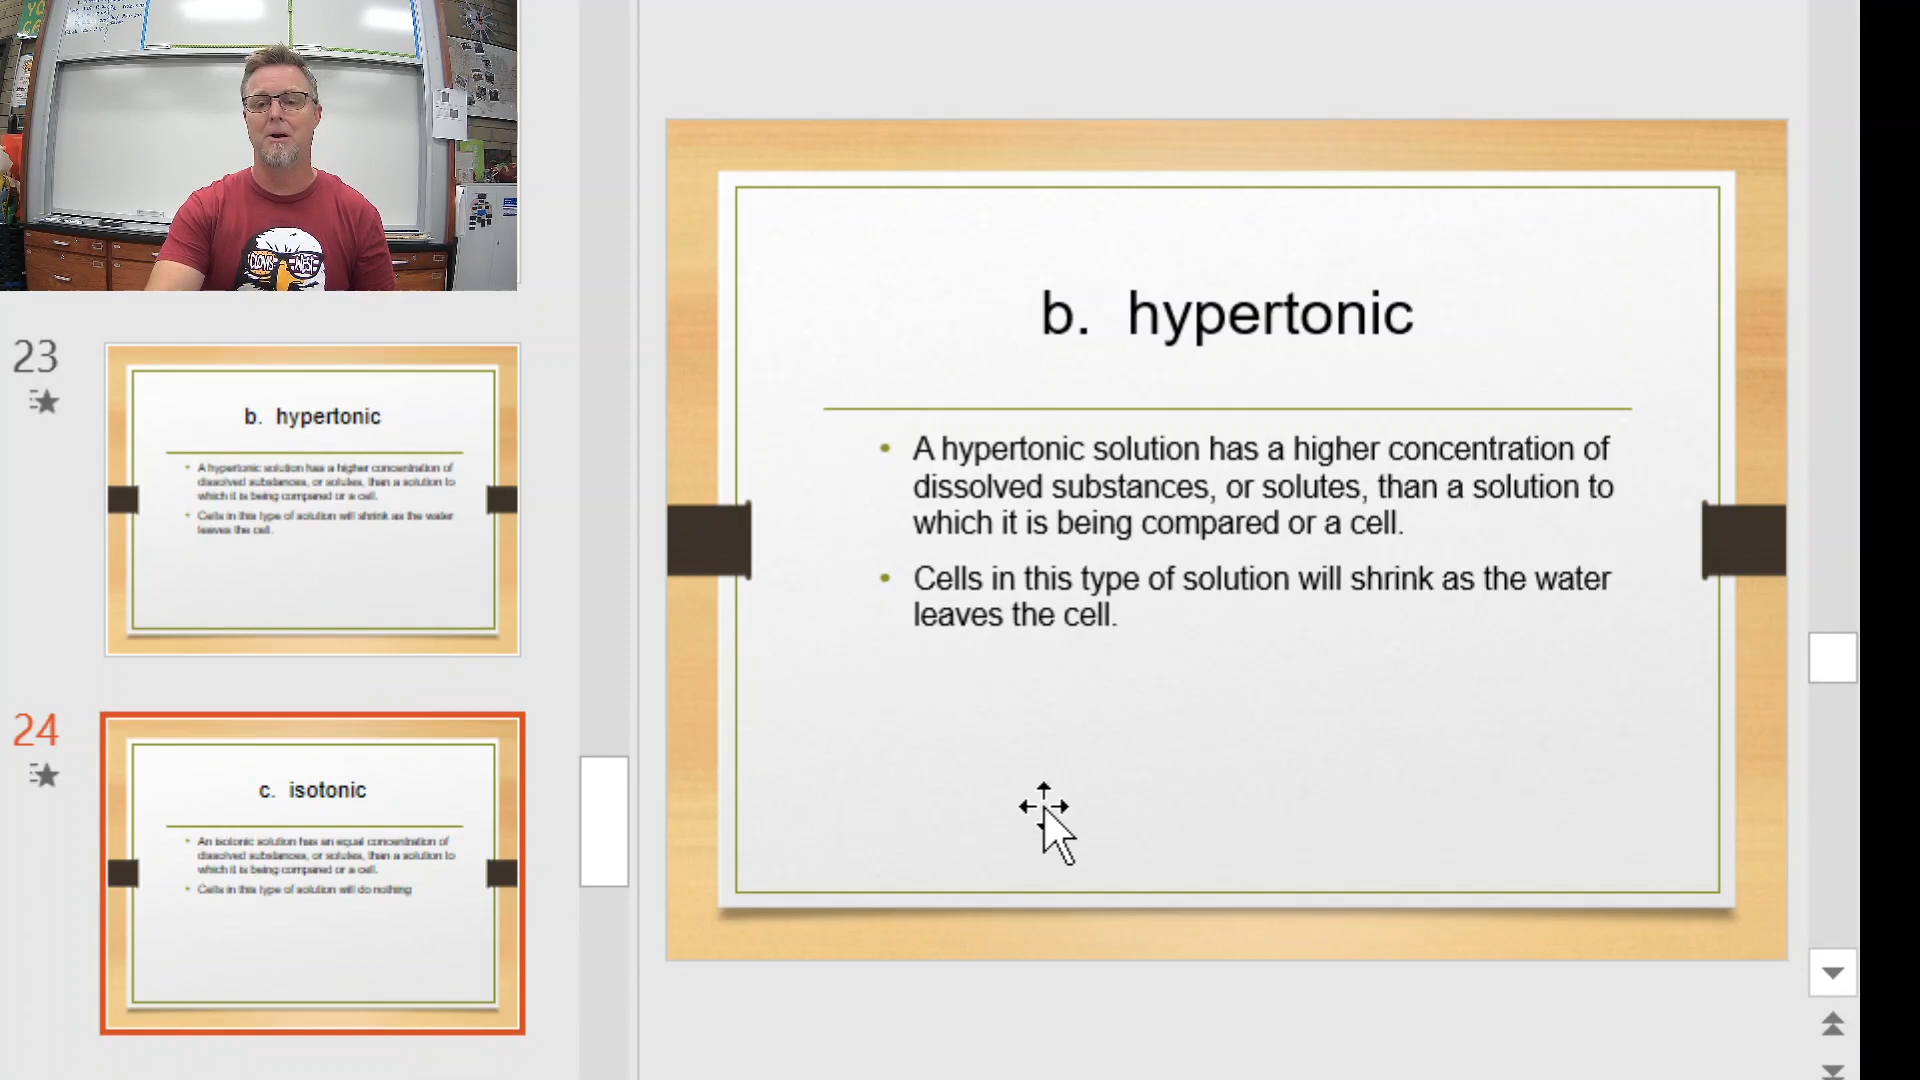 YO
CA
CLOVIS WEST
23
b. hypertonic
• A hypertonic solution has a higher concentration of
dissolved substances, or solutes, than a solution to
which it is being compared or a cell.
• Cells in this type of solution will shrink as the water
leaves the cell.
24
c. isotonic
• An isotonic solution has an equal concentration of
dissolved substances, or solutes, than a solution to
which it is being compared or a cell.
• Cells in this type of solution will do nothing
b. hypertonic
• A hypertonic solution has a higher concentration of
dissolved substances, or solutes, than a solution to
which it is being compared or a cell.
• Cells in this type of solution will shrink as the water
leaves the cell.